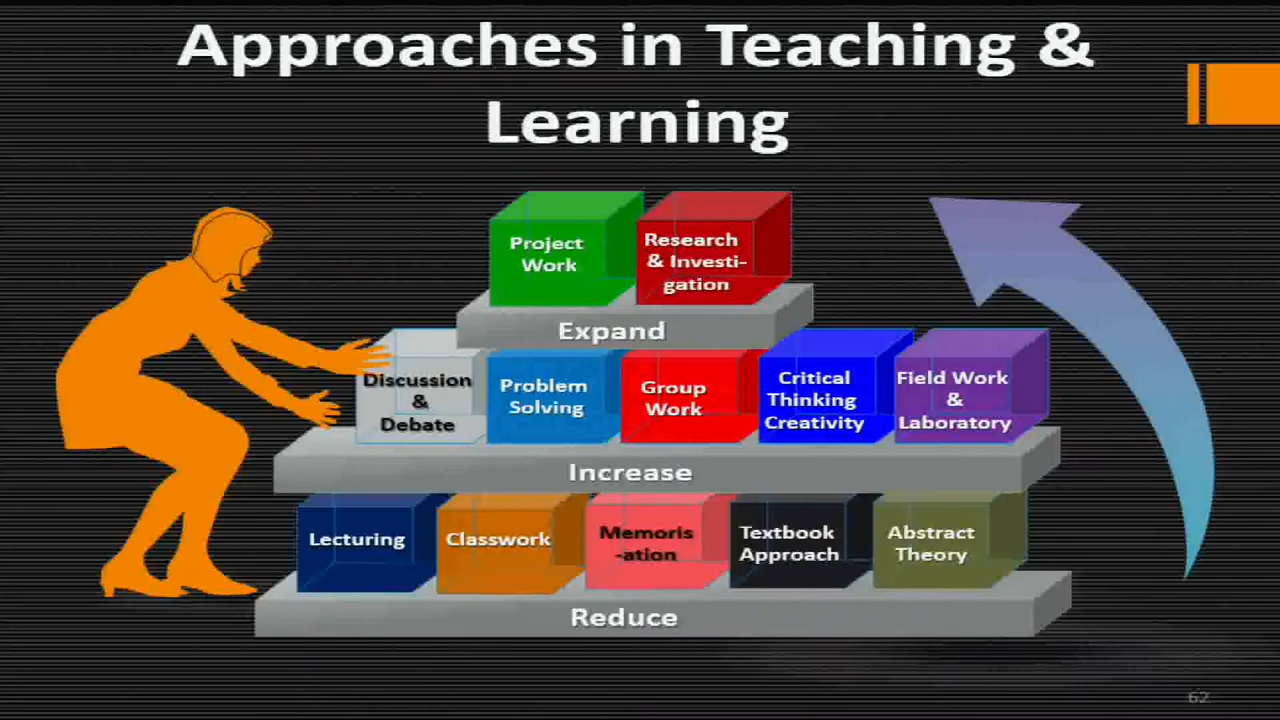 Approaches in Teaching &
Learning
Project
Work
Research
& Investi-
gation
Expand
Discussion
&
Debate
Problem
Solving
Group
Work
Critical
Thinking
Creativity
Field Work
&
Laboratory
Increase
Lecturing
Classwork
Memoris
-ation
Textbook
Approach
Abstract
Theory
Reduce
62